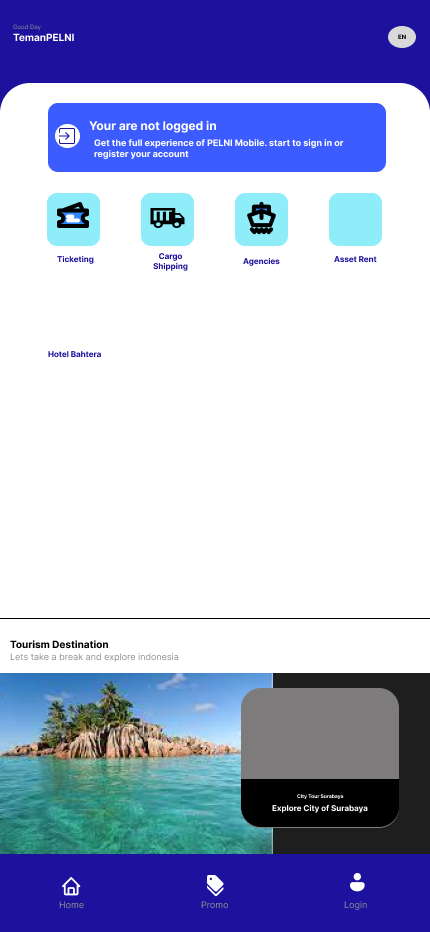 Good Day
TemanPELNI
EN
Your are not logged in
Get the full experience of PELNI Mobile. start to sign in or
register your account
Ticketing
Cargo
Shipping
Agencies
Asset Rent
Hotel Bahtera
Tourism Destination
Lets take a break and explore indonesia
City Tour Surabaya
Explore City of Surabaya
Home
Promo
Login